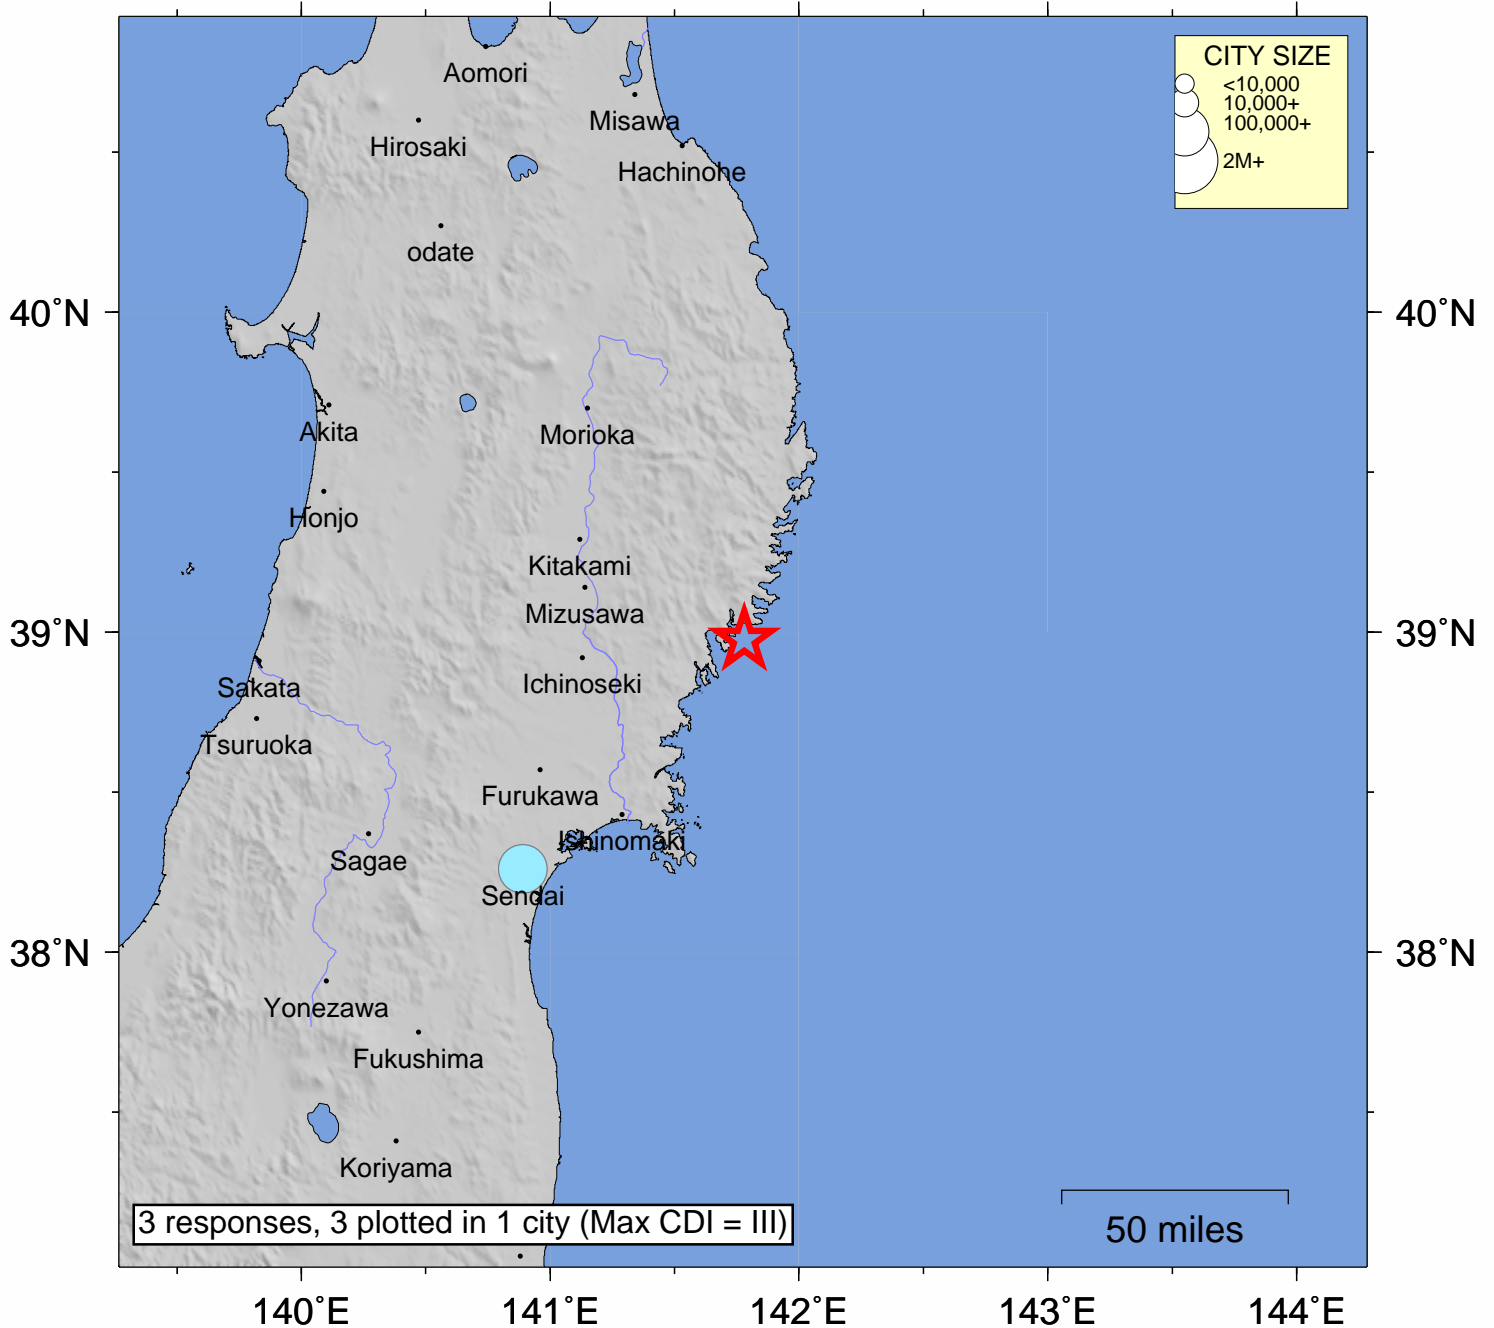 CITY SIZE
<10,000
10,000+
100,000+
2M+
Aomori
Misawa
Hirosaki
Hachinohe
odate
40°N
40°N
Akita
Morioka
Honjo
Kitakami
Mizusawa
39°N
39°N
Ichinoseki
Sakata
Tsuruoka
Furukawa
Ishinomaki
Sagae
Sendai
38°N
38°N
Yonezawa
Fukushima
Koriyama
3 responses, 3 plotted in 1 city (Max CDI = III)
50 miles
140°E
141°E
142°E
143°E
144°E